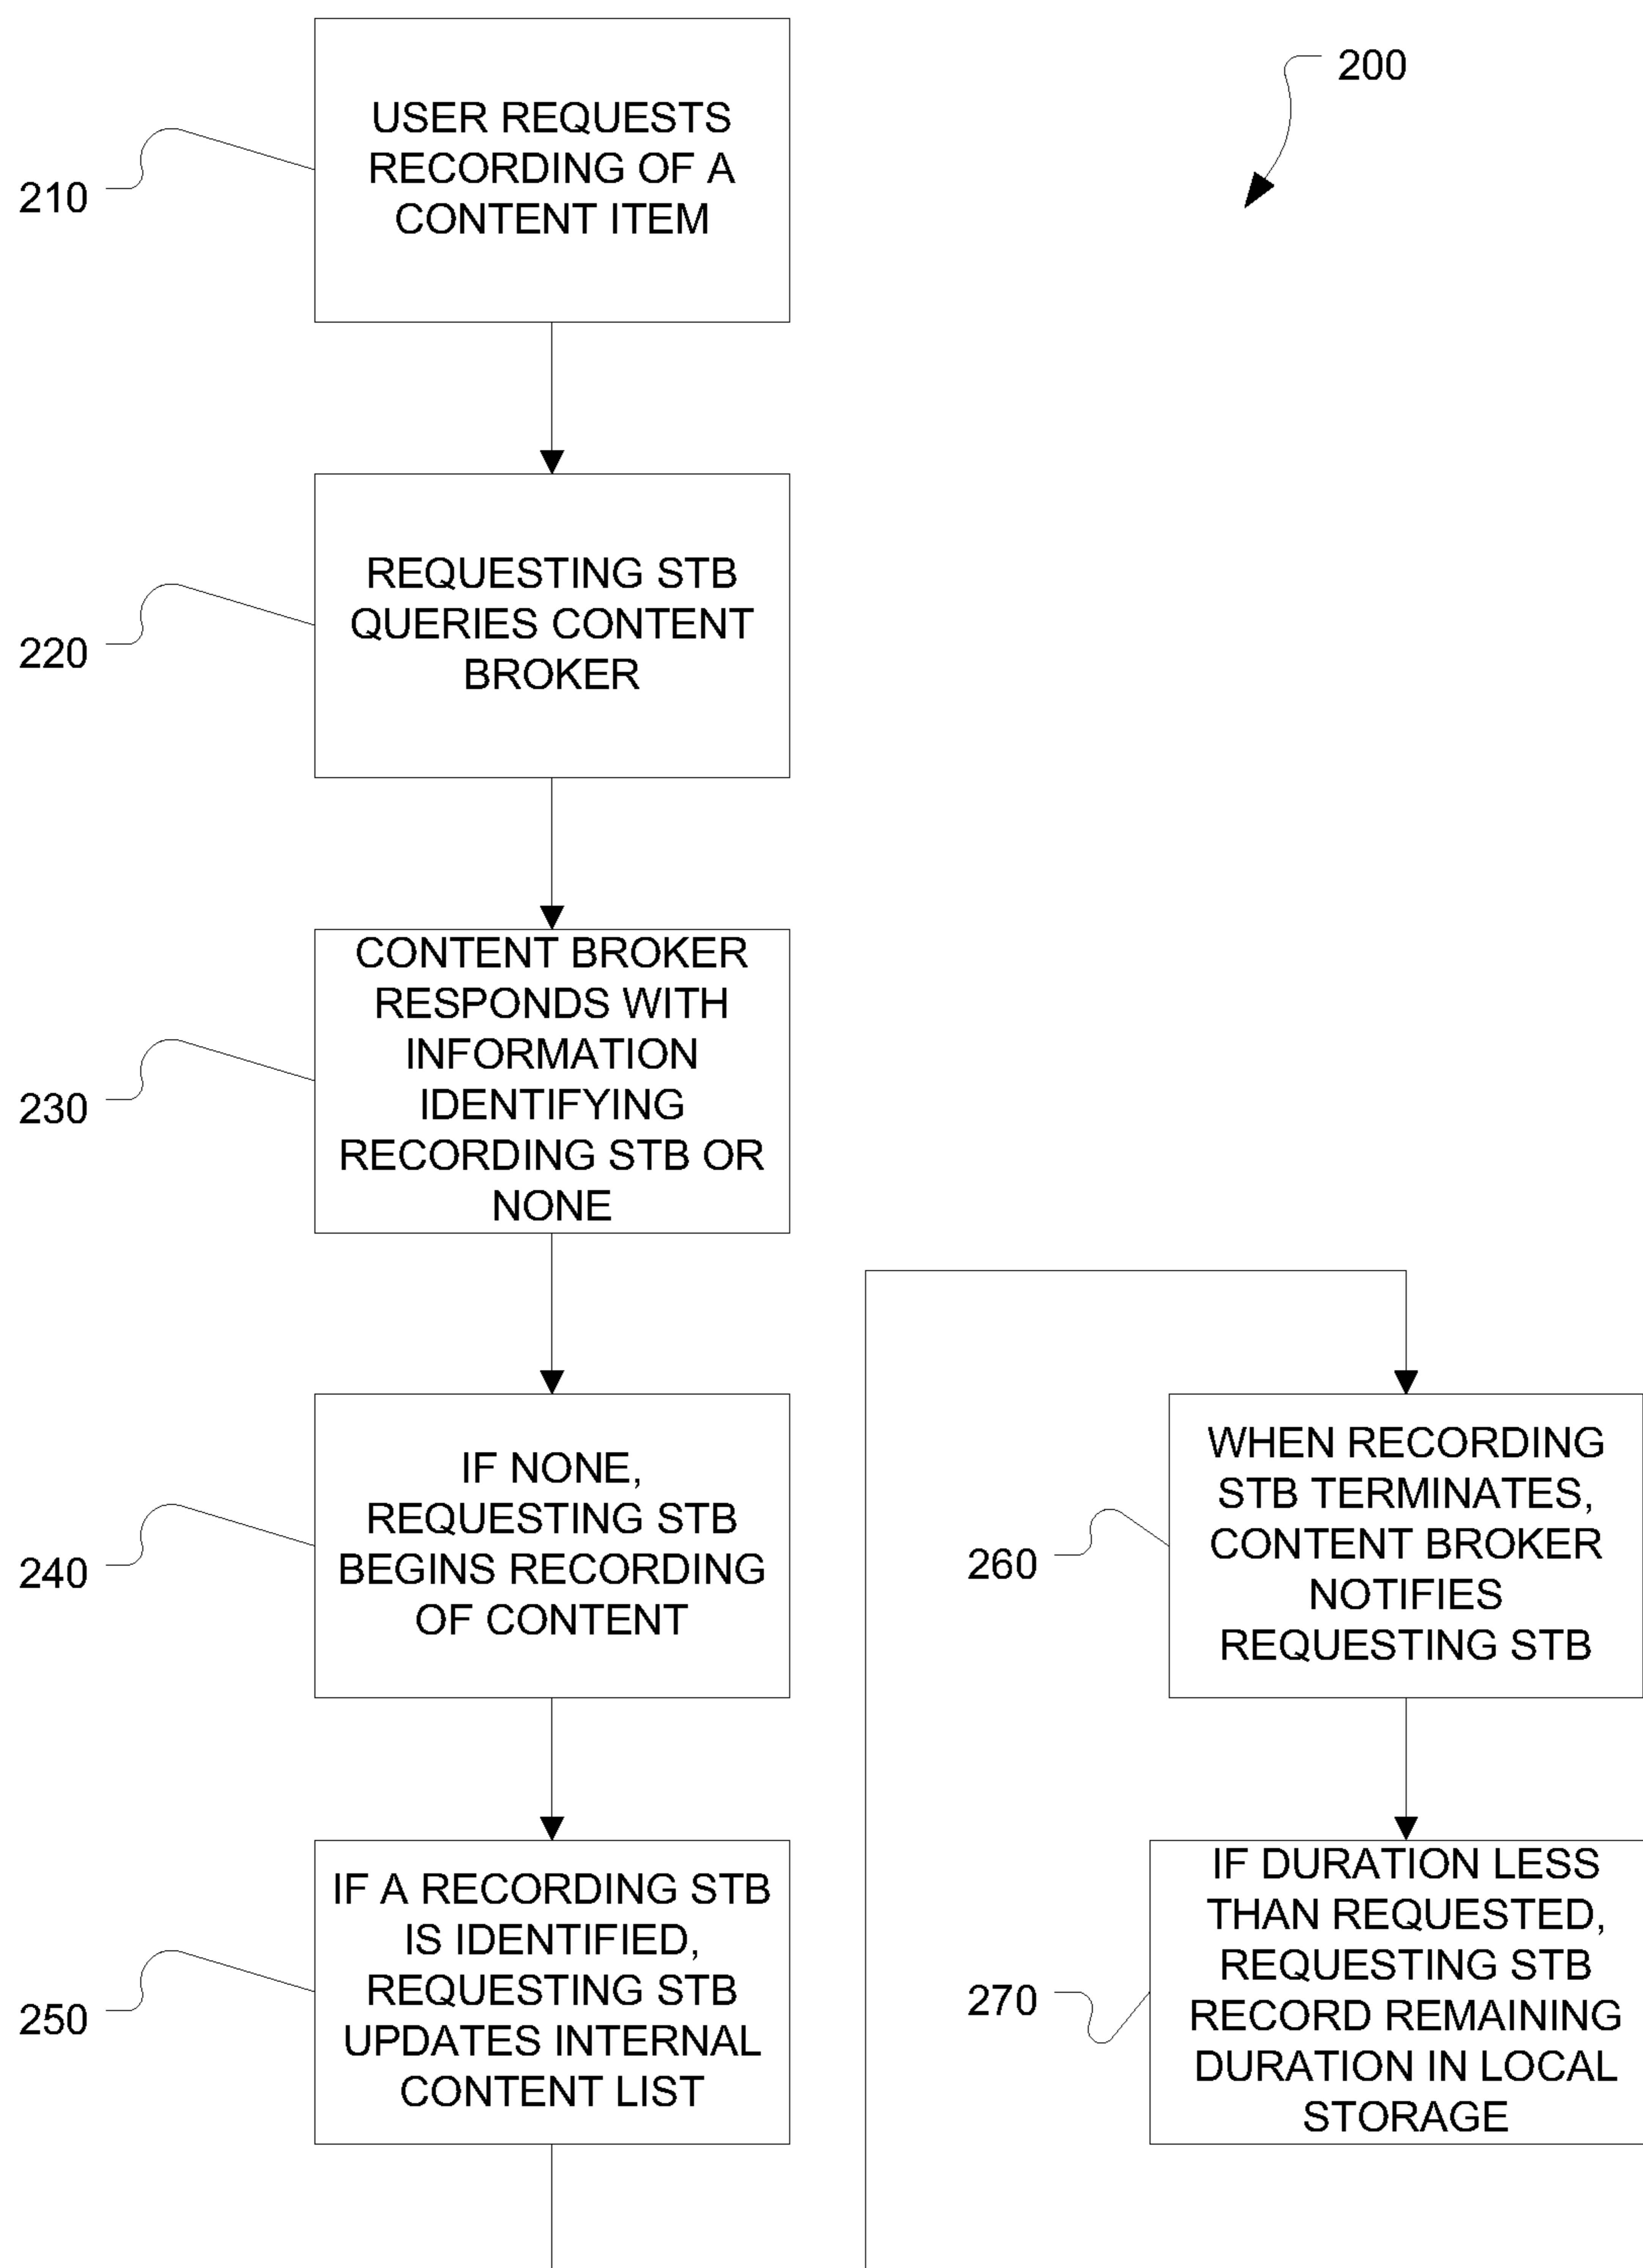 200
210
USER REQUESTS
RECORDING OF A
CONTENT ITEM
220
REQUESTING STB
QUERIES CONTENT
BROKER
230
CONTENT BROKER
RESPONDS WITH
INFORMATION
IDENTIFYING
RECORDING STB OR
NONE
240
IF NONE,
REQUESTING STB
BEGINS RECORDING
OF CONTENT
250
IF A RECORDING STB
IS IDENTIFIED,
REQUESTING STB
UPDATES INTERNAL
CONTENT LIST
260
WHEN RECORDING
STB TERMINATES,
CONTENT BROKER
NOTIFIES
REQUESTING STB
270
IF DURATION LESS
THAN REQUESTED,
REQUESTING STB
RECORD REMAINING
DURATION IN LOCAL
STORAGE